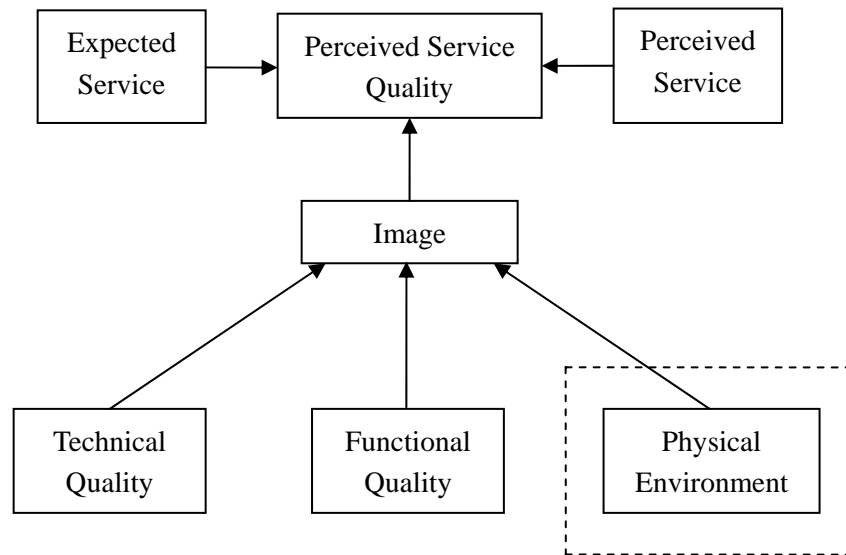 Expected
Service
Perceived Service
Quality
Perceived
Service
Image
Technical
Quality
Functional
Quality
Physical
Environment